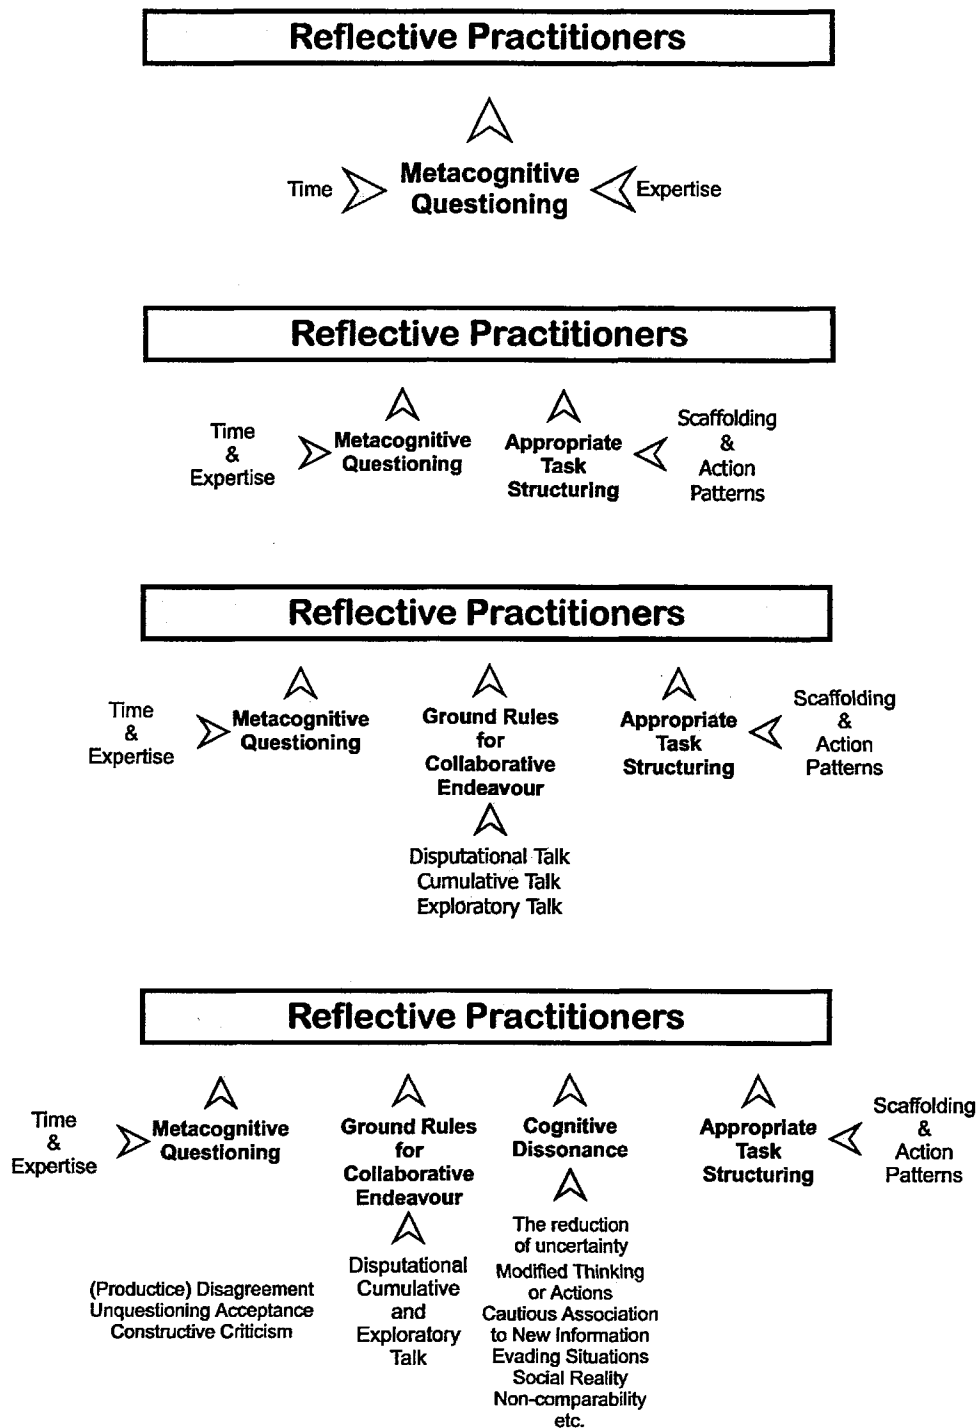 Reflective Practitioners
Time
Metacognitive
Questioning
Expertise
Reflective Practitioners
Time
&
Expertise
Metacognitive
Questioning
Appropriate
Task
Structuring
Scaffolding
&
Action
Patterns
Reflective Practitioners
Time
&
Expertise
Metacognitive
Questioning
Ground Rules
for
Collaborative
Endeavour
Disputational Talk
Cumulative Talk
Exploratory Talk
Appropriate
Task
Structuring
Scaffolding
&
Action
Patterns
Reflective Practitioners
Time
&
Expertise
Metacognitive
Questioning
(Productice) Disagreement
Unquestioning Acceptance
Constructive Criticism
Ground Rules
for
Collaborative
Endeavour
Disputational
Cumulative
and
Exploratory
Talk
Cognitive
Dissonance
The reduction
of uncertainty
Modified Thinking
or Actions
Cautious Association
to New Information
Evading Situations
Social Reality
Non-comparability
etc.
Appropriate
Task
Structuring
Scaffolding
&
Action
Patterns